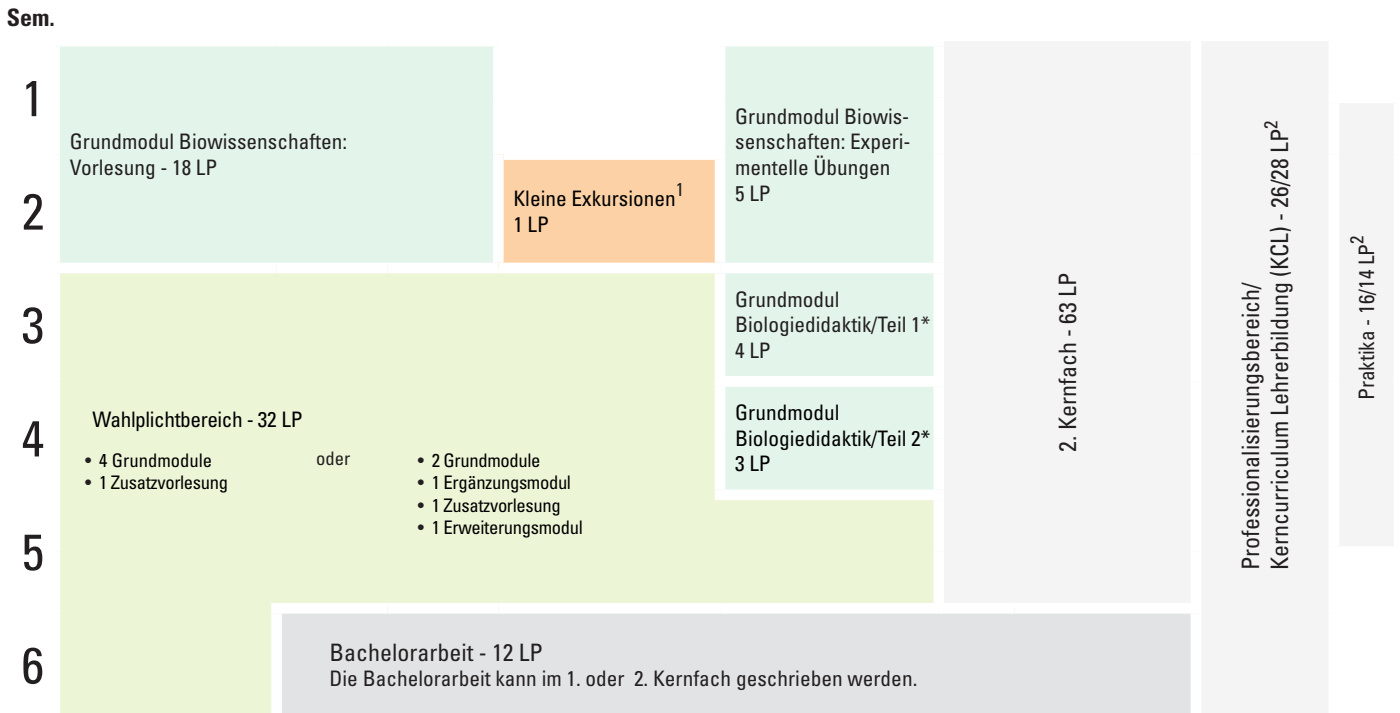 Sem.
1
Grundmodul Biowissenschaften:
Vorlesung - 18 LP
Grundmodul Biowis-
senschaften: Experi-
mentelle Übungen
5 LP
2
Kleine Exkursionen1
1 LP
3
Grundmodul
Biologiedidaktik/Teil 1*
4 LP
4
Wahlplichtbereich - 32 LP
• 4 Grundmodule
• 1 Zusatzvorlesung
oder
• 2 Grundmodule
• 1 Ergänzungsmodul
• 1 Zusatzvorlesung
• 1 Erweiterungsmodul
Grundmodul
Biologiedidaktik/Teil 2*
3 LP
5
6
Bachelorarbeit - 12 LP
Die Bachelorarbeit kann im 1. oder 2. Kernfach geschrieben werden.
2. Kernfach - 63 LP
Professionalisierungsbereich/
Kerncurriculum Lehrerbildung (KCL) - 26/28 LP2
Praktika - 16/14 LP2